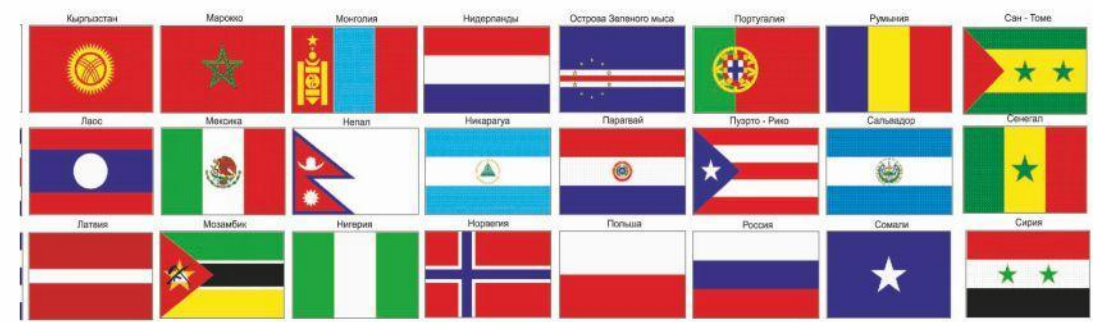 Кыргызстан Марокко Монголия Нидерланды Острова Зеленого мыса Португалия Румыния Сан - Томе
Лаос Мексика Непал Никарагуа Парагвай Пуэрто - Рико Сальвадор Сенегал
Латвия Мозамбик Нигерия Норвегия Польша Россия Сомали Сирия